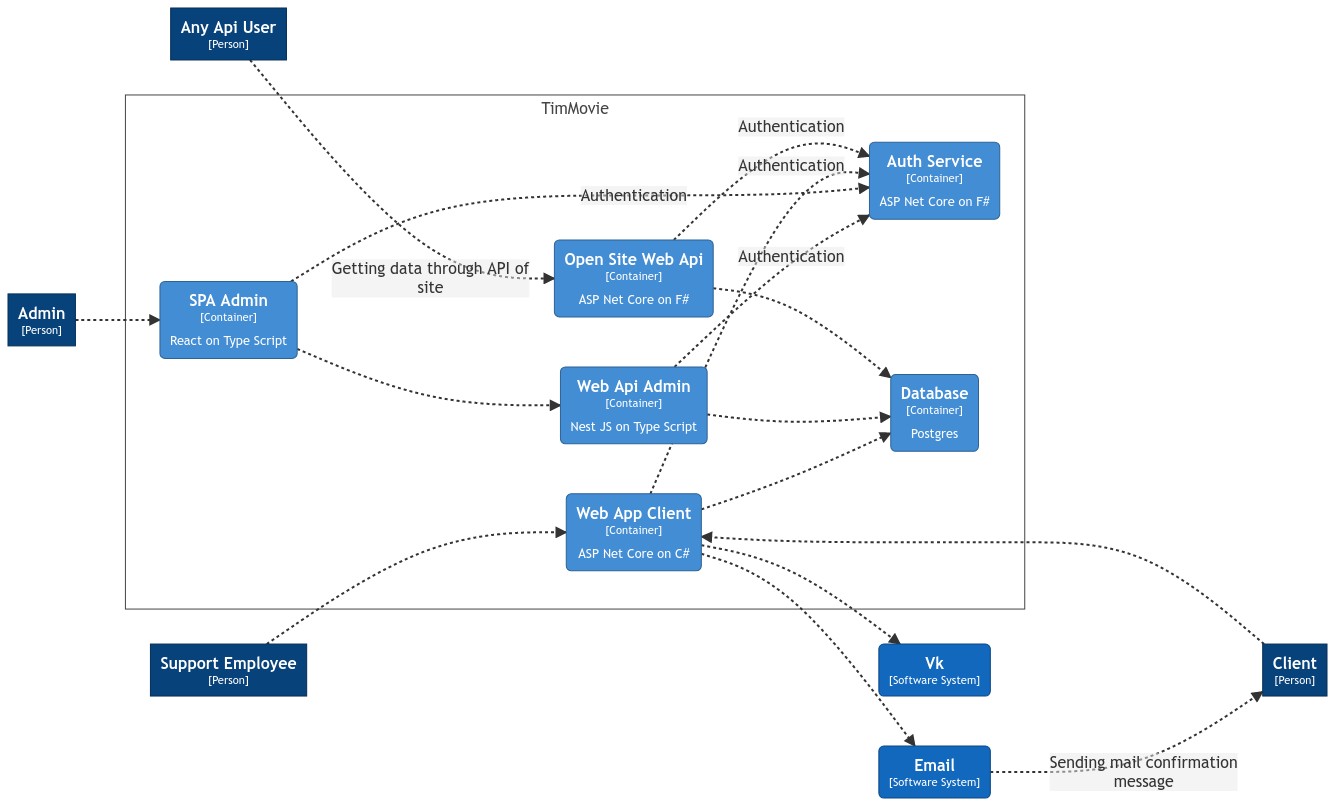 Any Api User
[Person]
TimMovie
Authentication
Authentication
Auth Service
[Container]
ASP Net Core on F#
Authentication
Authentication
Open Site Web Api
[Container]
ASP Net Core on F#
Getting data through API of
site
SPA Admin
[Container]
React on Type Script
Admin
[Person]
Web Api Admin
[Container]
Nest JS on Type Script
Database
[Container]
Postgres
Web App Client
[Container]
ASP Net Core on C#
Support Employee
[Person]
Vk
[Software System]
Client
[Person]
Email
[Software System]
Sending mail confirmation
message